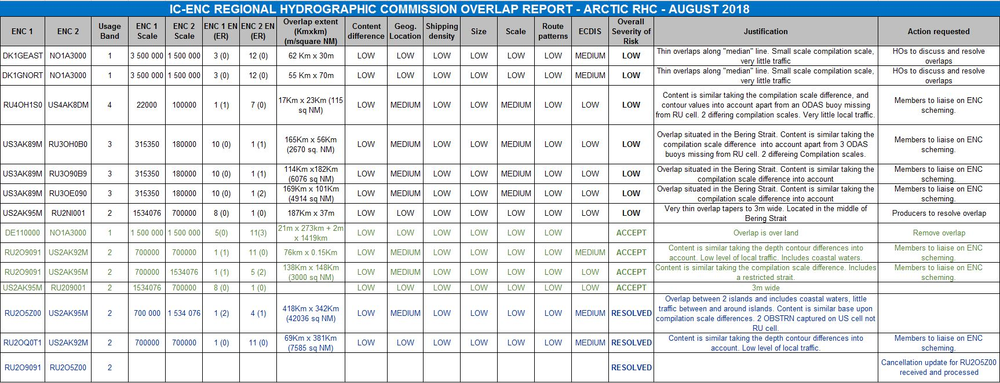 IC-ENC REGIONAL HYDROGRAPHIC COMMISSION OVERLAP REPORT - ARCTIC RHC - AUGUST 2018
ENC 1 ENC 2 Usage Band ENC 1 Scale ENC 2 Scale ENC 1 EN (ER) ENC 2 EN (ER) Overlap extent (Kmxkm) (m/square NM) Content difference Geog. Location Shipping density Size Scale Route patterns ECDIS Overall Severity of Risk Justification Action requested
DK1GEAST NO1A3000 1 3 500 000 1 500 000 3 (0) 12 (0) 62 Km x 30m LOW LOW LOW LOW LOW LOW MEDIUM LOW Thin overlaps along "median" line. Small scale compilation scale, very little traffic HOs to discuss and resolve overlaps
DK1GNORT NO1A3000 1 3 500 000 1 500 000 3 (0) 12 (0) 55 Km x 70m LOW LOW LOW LOW LOW LOW MEDIUM LOW Thin overlaps along "median" line. Small scale compilation scale, very little traffic HOs to discuss and resolve overlaps
RU4OH1S0 US4AK8DM 4 22000 100000 1 (1) 7 (0) 17Km x 23Km (115 sq NM) LOW MEDIUM LOW LOW MEDIUM LOW LOW LOW Content is similar taking the compilation scale difference, and contour values into account apart from an ODAS buoy missing from RU cell. 2 differing compilation scales. Very little local traffic. Members to liaise on ENC scheming.
US3AK89M RU3OH0B0 3 315350 180000 10 (0) 1 (1) 165Km x 56Km (2670 sq. NM) LOW MEDIUM LOW LOW MEDIUM LOW LOW LOW Overlap situated in the Bering Strait. Content is similar taking the compilation scale difference into account apart from 3 ODAS buoys missing from RU cell. 2 differeing Compilation scales. Members to liaise on ENC scheming.
US3AK89M RU3O90B9 3 315350 180000 10 (0) 1 (1) 114Km x182Km (6076 sq NM) LOW MEDIUM LOW LOW MEDIUM LOW LOW LOW Overlap situated in the Bering Strait. Content is similar taking the compilation scale difference into account Members to liaise on ENC scheming.
US3AK89M RU3OE090 3 315350 180000 10 (0) 1 (2) 169Km x 101Km (4914 sq NM) LOW MEDIUM LOW LOW MEDIUM LOW LOW LOW Overlap situated in the Bering Strait. Content is similar taking the compilation scale difference into account Members to liaise on ENC scheming.
US2AK95M RU2NI001 2 1534076 700000 8 (0) 1 (0) 187Km x 37m LOW LOW LOW LOW LOW LOW LOW LOW Very thin overlap tapers to 3m wide. Located in the middle of Bering Strait Producers to resolve overlap
DE110000 NO1A3000 1 1 500 000 1 500 000 5(0) 11(3) 21m x 273km + 2m x 1419km LOW LOW LOW LOW LOW LOW ACCEPT Overlap is over land Remove overlap
RU2O9091 US2AK92M 2 700000 700000 1 (1) 11 (0) 76km x 0.15Km LOW MEDIUM LOW LOW LOW LOW MEDIUM ACCEPT Content is similar taking the depth contour differences into account. Low level of local traffic. Includes coastal waters. Members to liaise on ENC scheming.
RU2O9091 US2AK95M 2 700000 1534076 1 (1) 5 (2) 138Km x 148Km (3000 sq NM) LOW MEDIUM LOW LOW LOW LOW LOW ACCEPT Content is similar taking the compilation scale difference. Includes a restricted strait. Members to liaise on ENC scheming.
US2AK95M RU209001 2 1534076 700000 8 (0) 1 (0) LOW LOW LOW LOW LOW LOW LOW ACCEPT 3m wide
RU2O5Z00 US2AK95M 2 700 000 1 534 076 1 (2) 4 (1) 418Km x 342Km (42036 sq NM) LOW MEDIUM LOW LOW LOW LOW MEDIUM RESOLVED Overlap between 2 islands and includes coastal waters, little traffic between and around islands. Content is similar base upon compilation scale differences. 2 OBSTRN captured on US cell not RU cell.
RU2OQ0T1 US2AK92M 2 700000 700000 1 (0) 11 (0) 69Km x 381Km (7585 sq NM) LOW LOW LOW LOW LOW LOW MEDIUM RESOLVED Content is similar taking the depth contour differences into account. Low level of local traffic. Members to liaise on ENC scheming.
RU2O9091 RU2O5Z00 2 RESOLVED Cancellation update for RU2O5Z00 received and processed